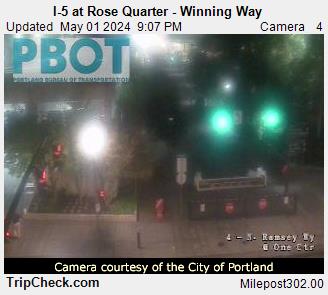 I-5 at Rose Quarter - Winning Way
Updated May 01 2024 9:07 PM Camera 4
PBOT
PORTLAND BUREAU OF TRANSPORTATION
4 - N. Ramsey Wy
@ One Ctr
Camera courtesy of the City of Portland
TripCheck.com Milepost302.00